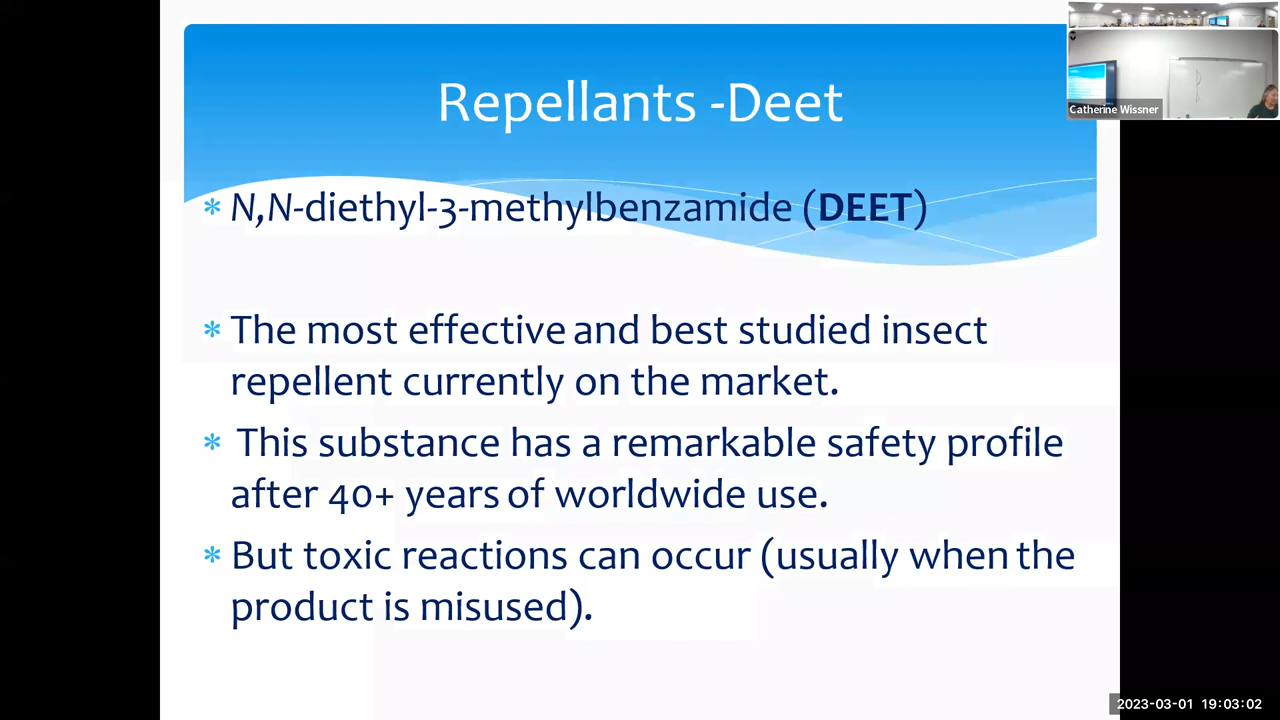 Repellants -Deet
Catherine Wissner
* N,N-diethyl-3-methylbenzamide (DEET)
* The most effective and best studied insect
repellent currently on the market.
* This substance has a remarkable safety profile
after 40+ years of worldwide use.
* But toxic reactions can occur (usually when the
product is misused).
2023-03-01 19:03:02